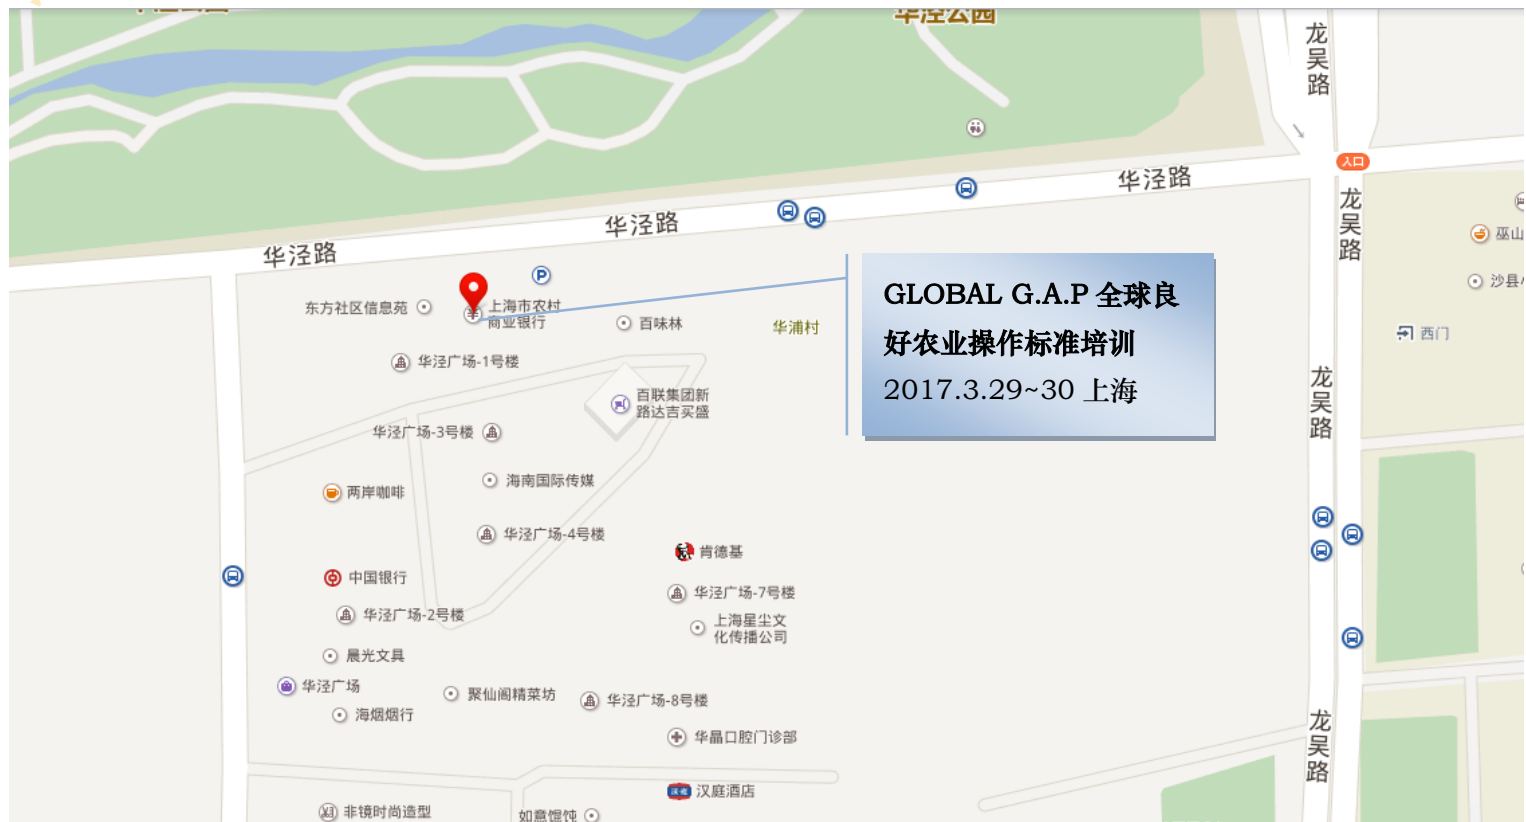 华泾公园
龙吴路
入口
华泾路
龙吴路
华泾路
华泾路
巫山
沙县
西门
东方社区信息苑
上海市农村
商业银行
P
百味林
华浦村
GLOBAL G.A.P 全球良
好农业操作标准培训
2017.3.29~30 上海
华泾广场-1号楼
百联集团新
路达吉买盛
华泾广场-3号楼
龙吴路
海南国际传媒
两岸咖啡
华泾广场-4号楼
肯德基
中国银行
华泾广场-7号楼
华泾广场-2号楼
上海星尘文
化传播公司
晨光文具
华泾广场
聚仙阁精菜坊
华泾广场-8号楼
海烟烟行
华晶口腔门诊部
龙吴路
汉庭酒店
非镜时尚造型
如意馄饨